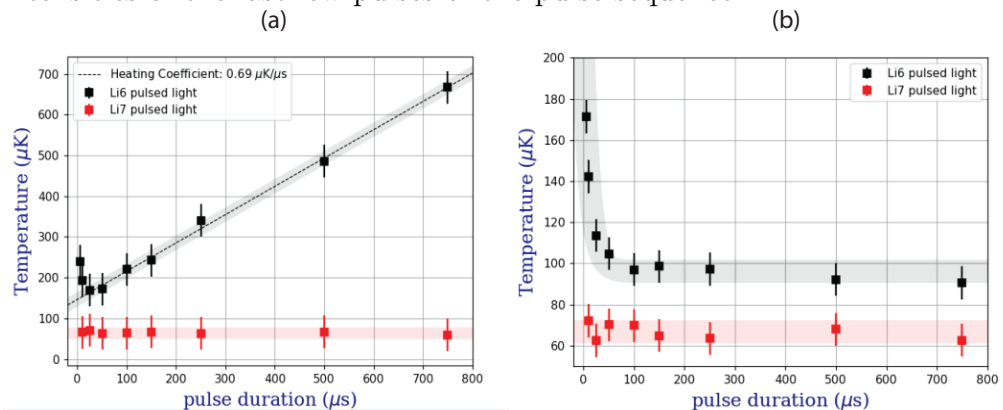 (a)
(b)
Heating Coefficient: 0.69 μK/μs
Li6 pulsed light
Li7 pulsed light
Temperature (μK)
700
600
500
400
300
200
100
0
0 100 200 300 400 500 600 700 800
pulse duration (μs)
Li6 pulsed light
Li7 pulsed light
Temperature (μK)
200
180
160
140
120
100
80
60
0 100 200 300 400 500 600 700 800
pulse duration (μs)